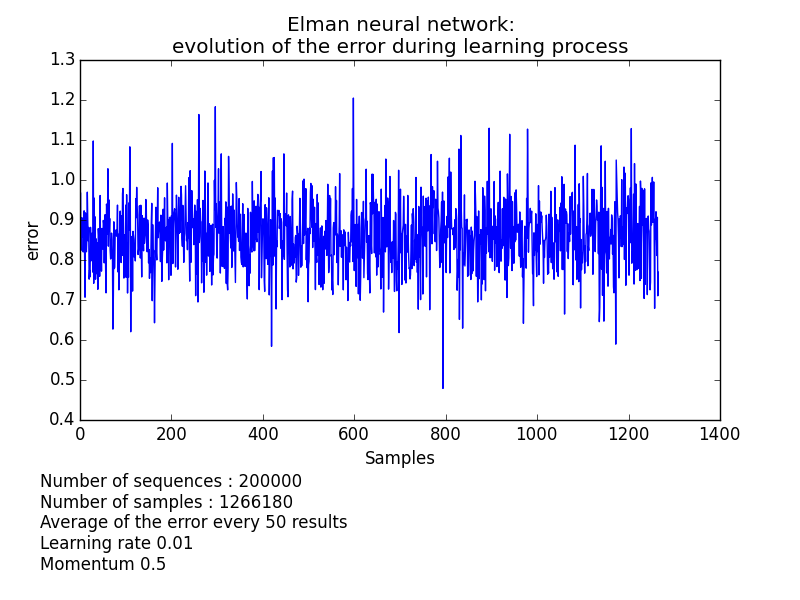 Elman neural network:
evolution of the error during learning process
1.3
1.2
1.1
1.0
0.9
0.8
0.7
0.6
0.5
0.4
error
0 200 400 600 800 1000 1200 1400
Samples
Number of sequences : 200000
Number of samples : 1266180
Average of the error every 50 results
Learning rate 0.01
Momentum 0.5